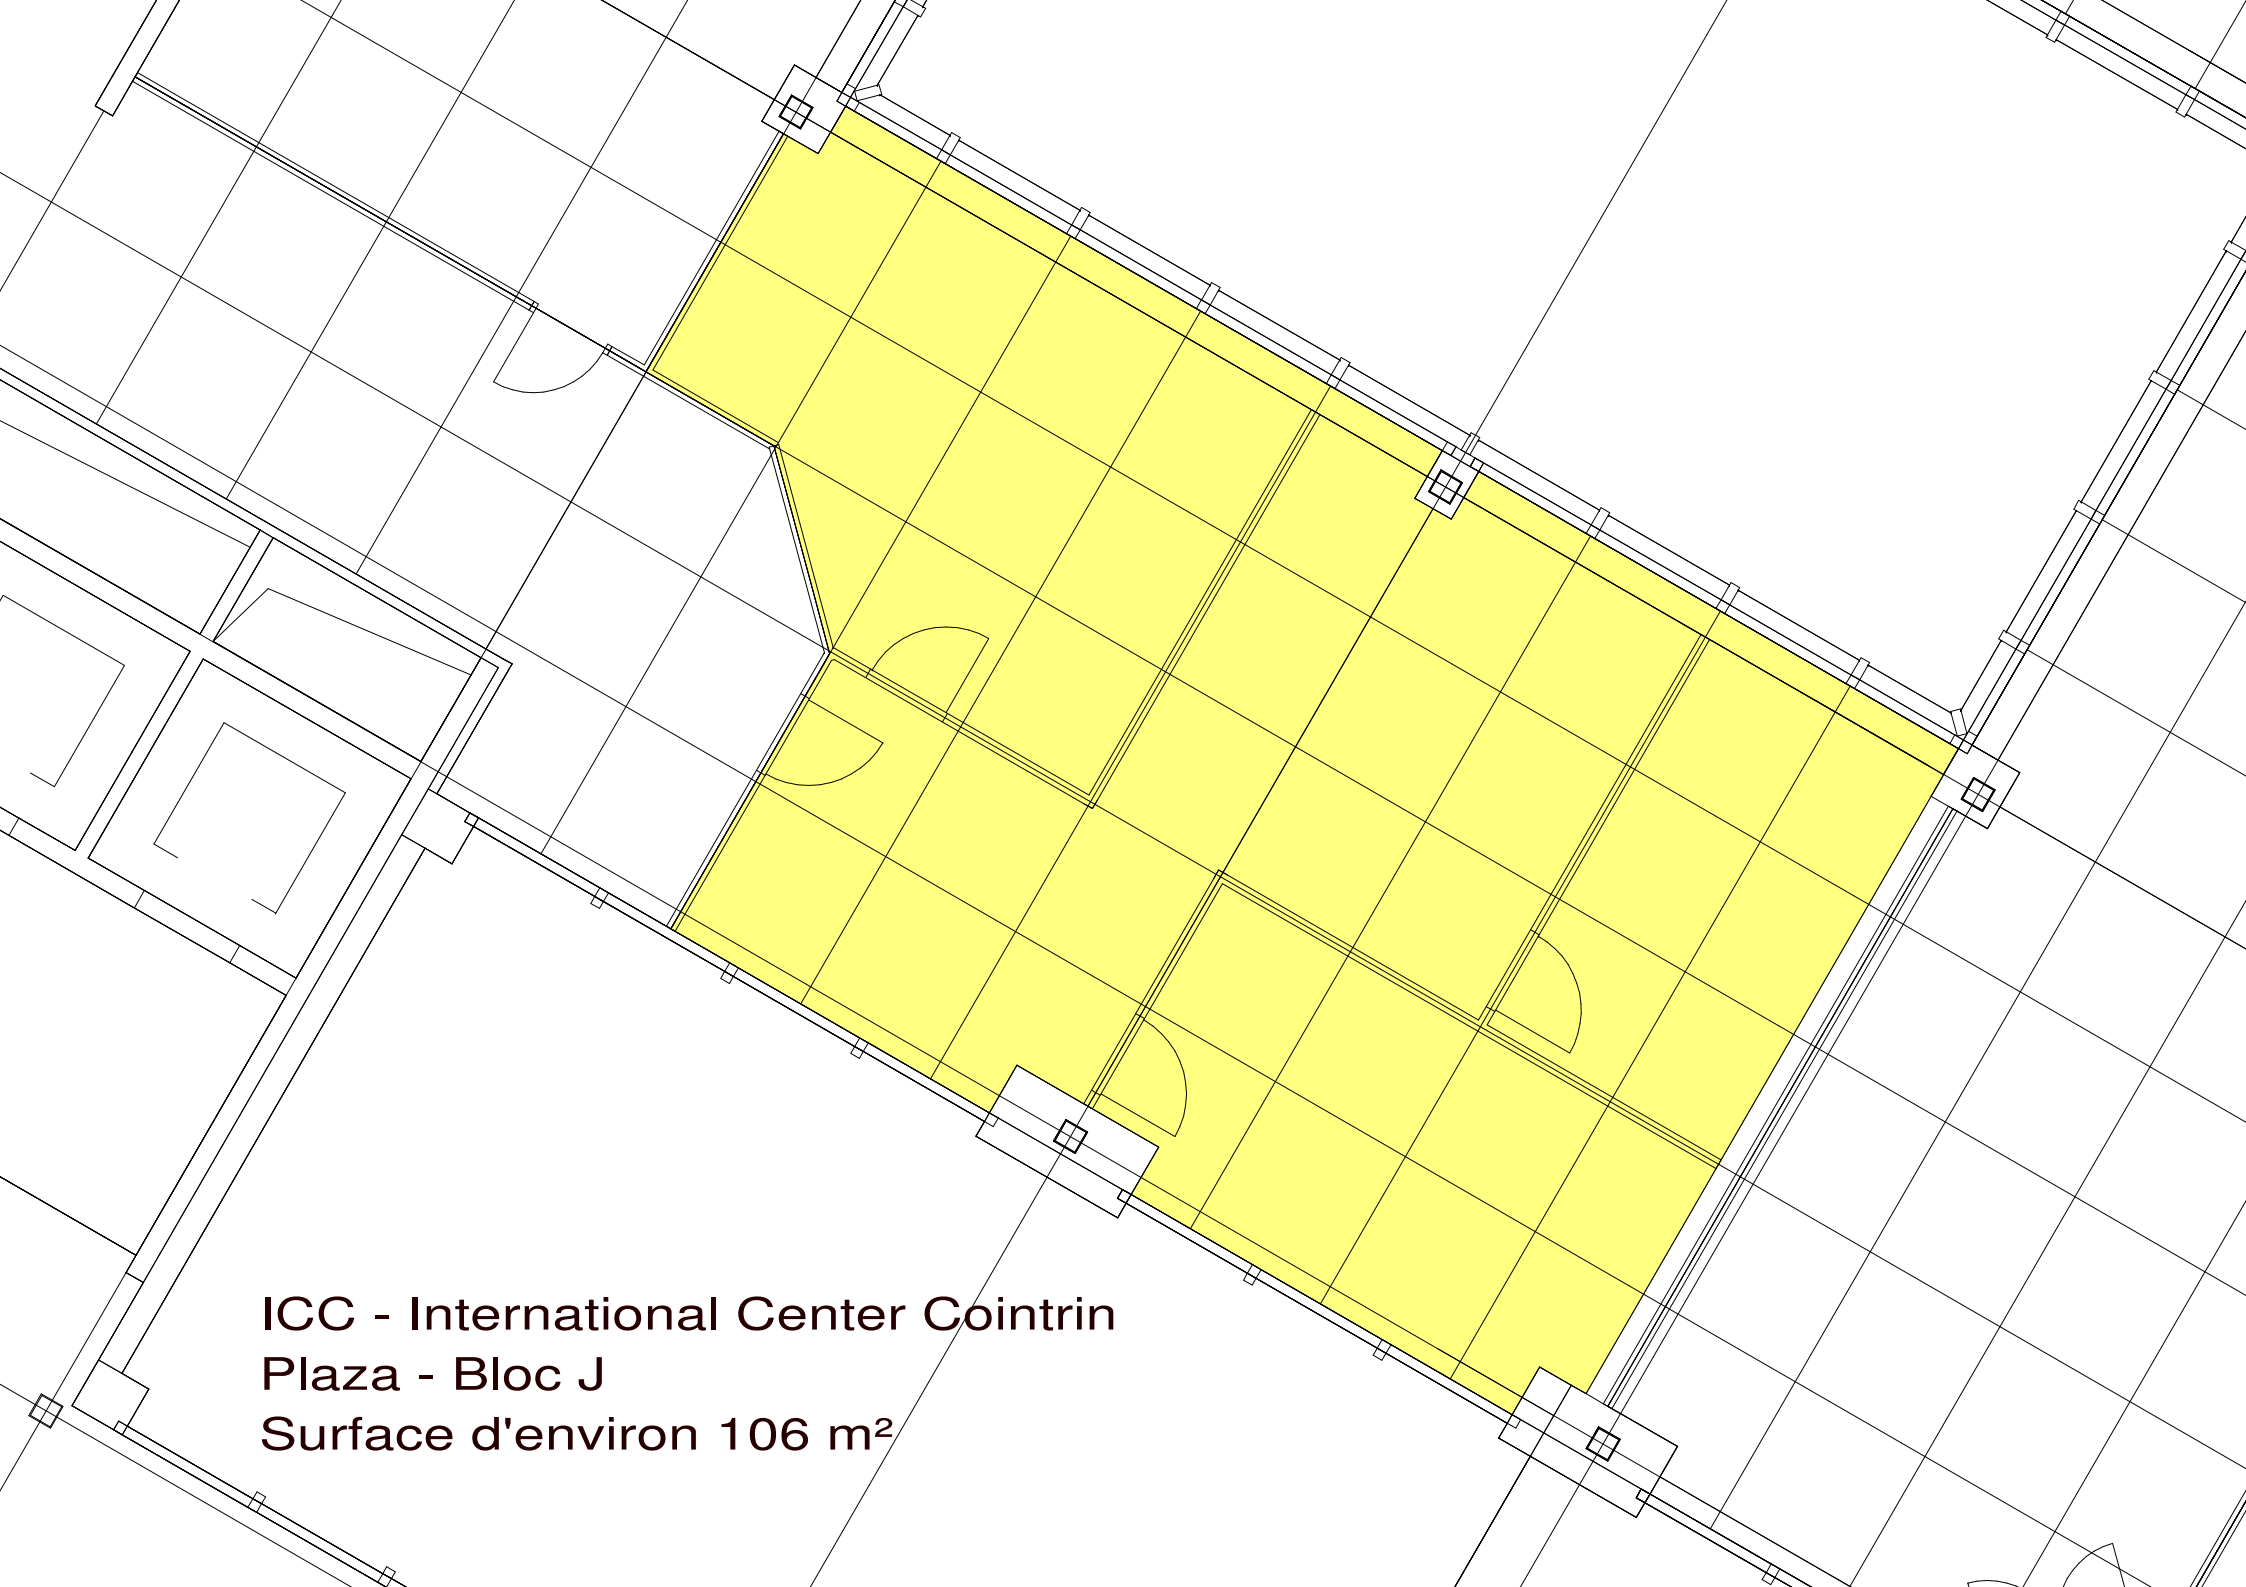 ICC - International Center Cointrin
Plaza - Bloc J
Surface d'environ 106 m²